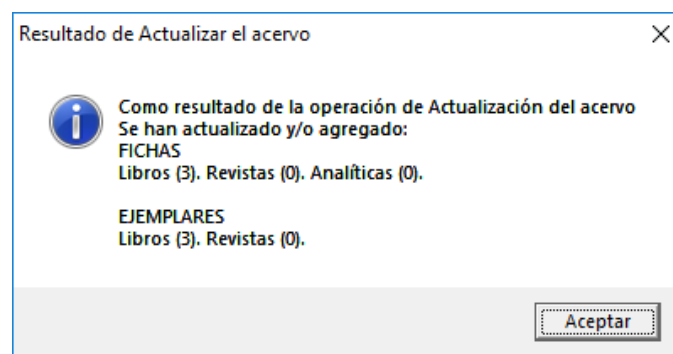 Resultado de Actualizar el acervo
Como resultado de la operación de Actualización del acervo
Se han actualizado y/o agregado:
FICHAS
Libros (3). Revistas (0). Analíticas (0).
EJEMPLARES
Libros (3). Revistas (0).
Aceptar